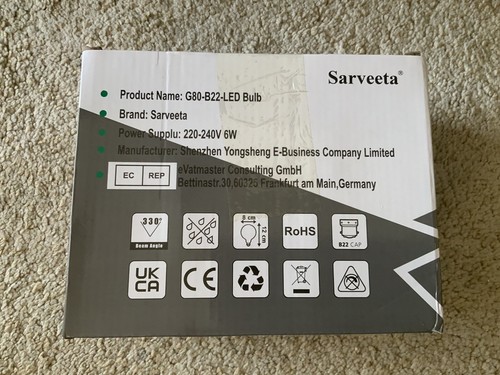 Sarveeta®
Product Name: G80-B22-LED Bulb
Brand: Sarveeta
Power Supplu: 220-240V 6W
Manufacturer: Shenzhen Yongsheng E-Business Company Limited
EC REP eVatmaster Consulting GmbH
Bettinastr.30,60325 Frankfurt am Main,Germany
330°
Beam Angle
8 cm
12 cm
RoHS
B22 CAP
UK
CA
CE